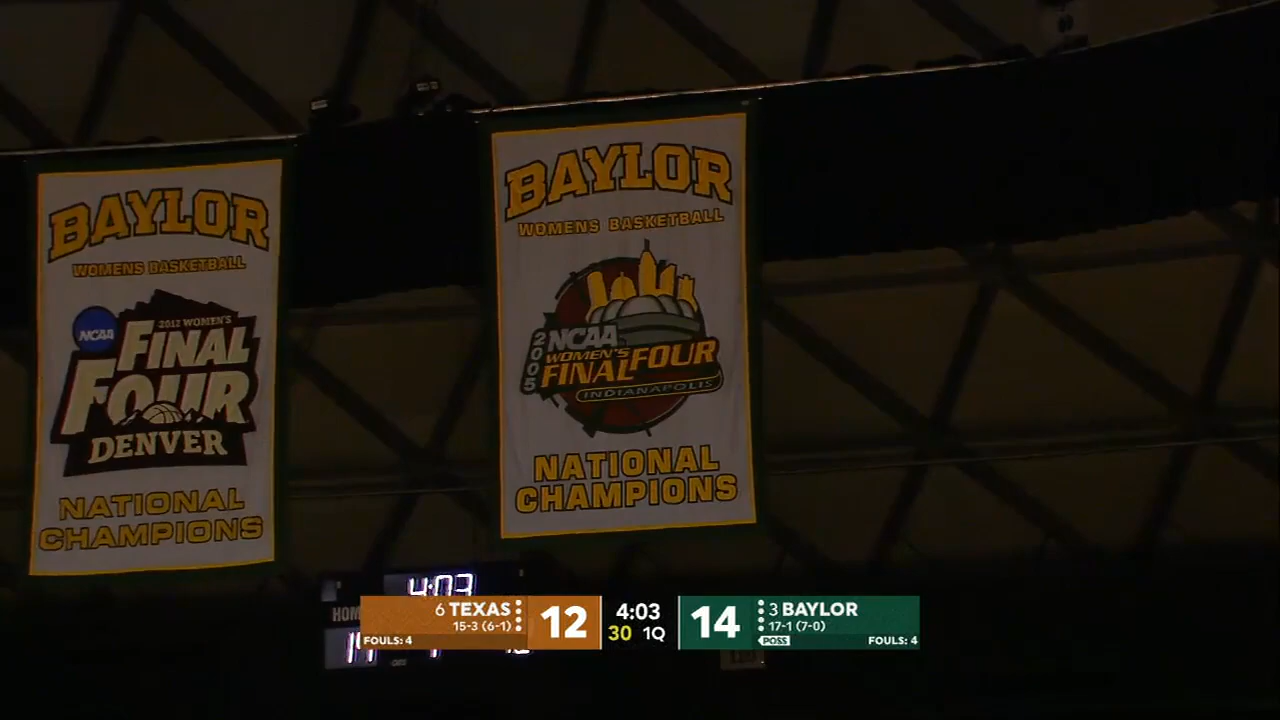 BAYLOR
WOMENS BASKETBALL
NCAA
2012 WOMEN'S
FINAL
FOUR
DENVER
NATIONAL
CHAMPIONS
BAYLOR
WOMENS BASKETBALL
2005
NCAA
WOMEN'S
FINAL FOUR
INDIANAPOLIS
NATIONAL
CHAMPIONS
4:03
HOM
6 TEXAS
15-3 (6-1)
FOULS: 4
12
4:03
30 1Q
14
3 BAYLOR
17-1 (7-0)
POSS
FOULS: 4